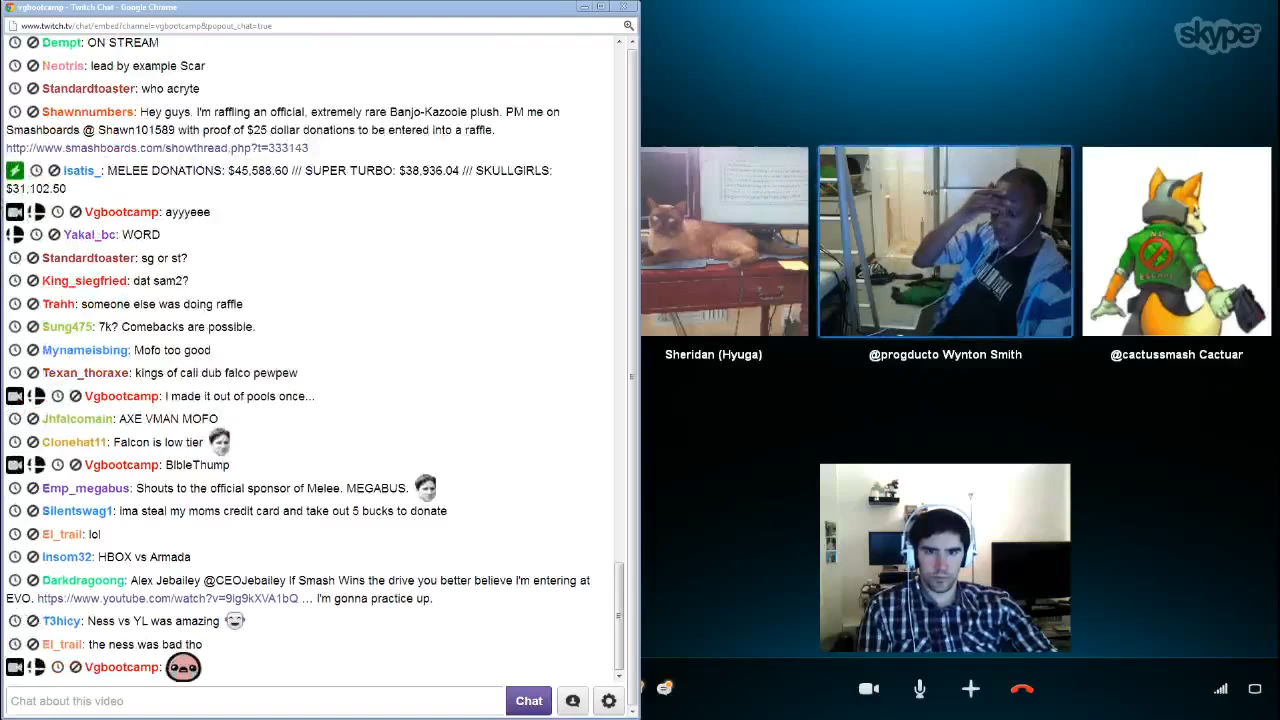 vgbootcamp - Twitch Chat - Google Chrome
www.twitch.tv/chat/embed?channel=vgbootcamp&popout_chat=true
Dempt: ON STREAM
Neotris: lead by example Scar
Standardtoaster: who acryte
Shawnnumbers: Hey guys. I'm raffling an official, extremely rare Banjo-Kazooie plush. PM me on
Smashboards @ Shawn101589 with proof of $25 dollar donations to be entered into a raffle.
http://www.smashboards.com/showthread.php?t=333143
isatis_: MELEE DONATIONS: $45,588.60 /// SUPER TURBO: $38,936.04 /// SKULLGIRLS:
$31,102.50
Vgbootcamp: ayyyeee
Yakal_bc: WORD
Standardtoaster: sg or st?
King_siegfried: dat sam2?
Trahh: someone else was doing raffle
Sung475: 7k? Comebacks are possible.
Mynameisbing: Mofo too good
Texan_thoraxe: kings of cali dub falco pewpew
Vgbootcamp: I made it out of pools once...
Jhfalcomain: AXE VMAN MOFO
Clonehat11: Falcon is low tier
Vgbootcamp: BIbleThump
Emp_megabus: Shouts to the official sponsor of Melee. MEGABUS.
Silentswag1: ima steal my moms credit card and take out 5 bucks to donate
El_trail: lol
Insom32: HBOX vs Armada
Darkdragoong: Alex Jebailey @CEOJebailey If Smash Wins the drive you better believe I'm entering at
EVO. https://www.youtube.com/watch?v=9lg9kXVA1bQ ... I'm gonna practice up.
T3hicy: Ness vs YL was amazing
El_trail: the ness was bad tho
Vgbootcamp:
Chat about this video
Chat
skype
Sheridan (Hyuga)
@progducto Wynton Smith
@cactussmash Cactuar